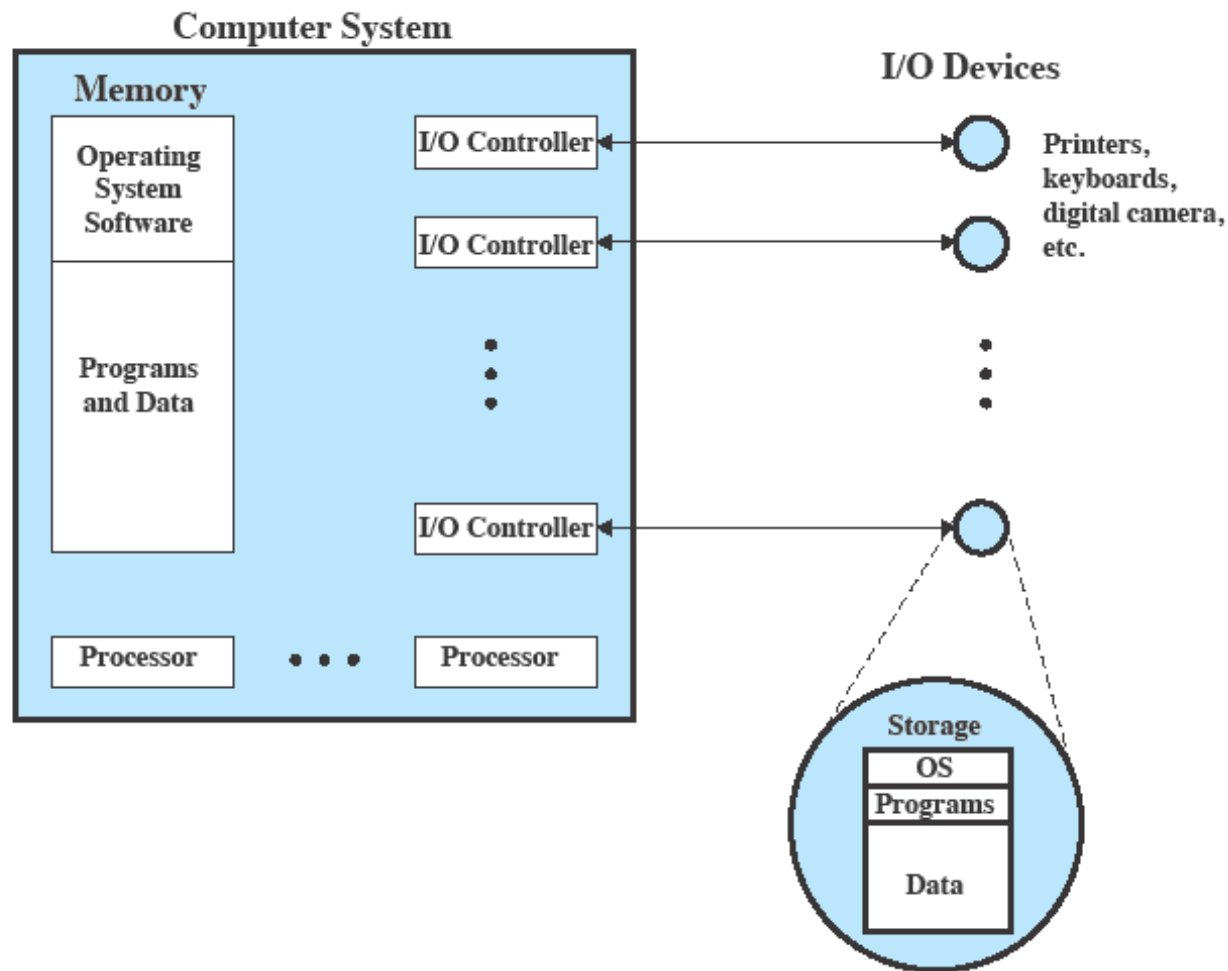 Computer System
Memory
Operating
System
Software
Programs
and Data
I/O Controller
I/O Controller
I/O Controller
Processor
Processor
I/O Devices
Printers,
keyboards,
digital camera,
etc.
Storage
OS
Programs
Data